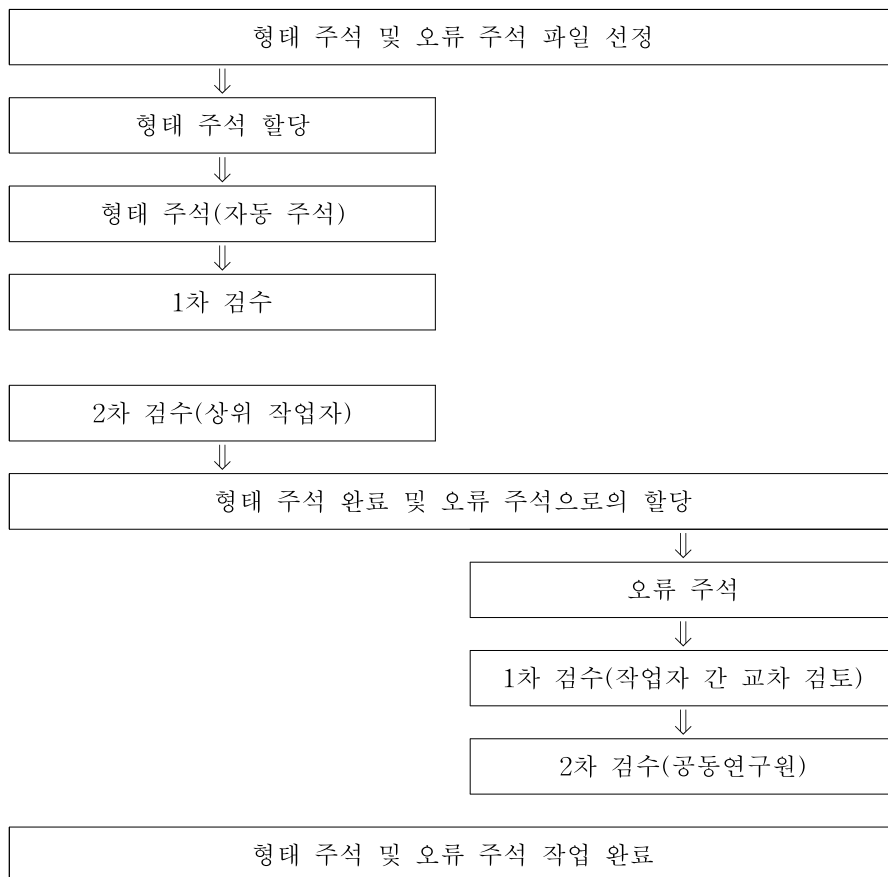 형태 주석 및 오류 주석 파일 선정
⇓
형태 주석 할당
⇓
형태 주석(자동 주석)
⇓
1차 검수
2차 검수(상위 작업자)
⇓
형태 주석 완료 및 오류 주석으로의 할당
⇓
오류 주석
⇓
1차 검수(작업자 간 교차 검토)
⇓
2차 검수(공동연구원)
형태 주석 및 오류 주석 작업 완료